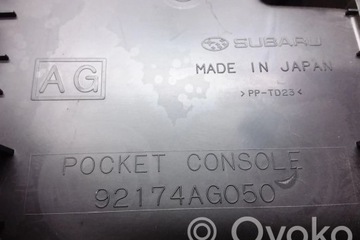 SUBARU
AG
MADE IN JAPAN
>PP-TD23<
POCKET CONSOLE
92174AG050
© Ovoko